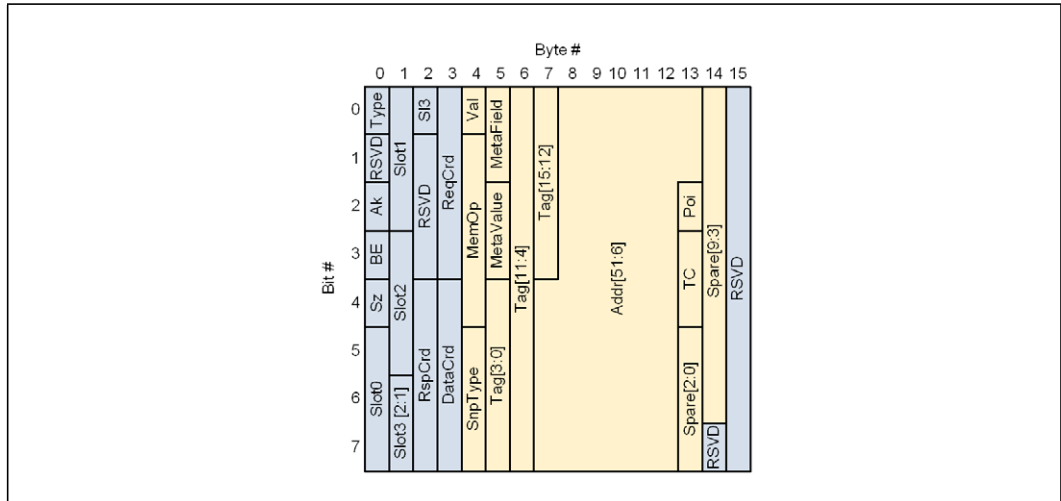 Byte #
0 1 2 3 4 5 6 7 8 9 10 11 12 13 14 15
Bit #
0
1
2
3
4
5
6
7
Type
RSVD
Ak
BE
Sz
Slot0
Slot1
Slot2
Slot3 [2:1]
Sl3
RSVD
RspCrd
ReqCrd
DataCrd
Val
MemOp
SnpType
MetaField
MetaValue
Tag[3:0]
Tag[11:4]
Tag[15:12]
Addr[51:6]
Poi
TC
Spare[2:0]
Spare[9:3]
RSVD
RSVD